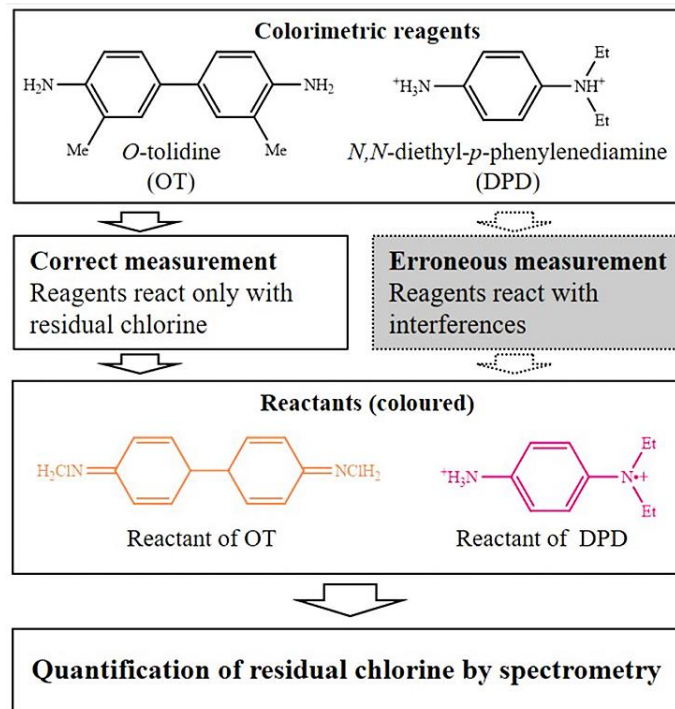 Colorimetric reagents
H₂N
NH₂
Me
Me
O-tolidine
(OT)
⁺H₃N
NH⁺
Et
Et
N,N-diethyl-p-phenylenediamine
(DPD)
Correct measurement
Reagents react only with
residual chlorine
Erroneous measurement
Reagents react with
interferences
Reactants (coloured)
H₂ClN
NClH₂
Reactant of OT
⁺H₃N
N•+
Et
Et
Reactant of DPD
Quantification of residual chlorine by spectrometry